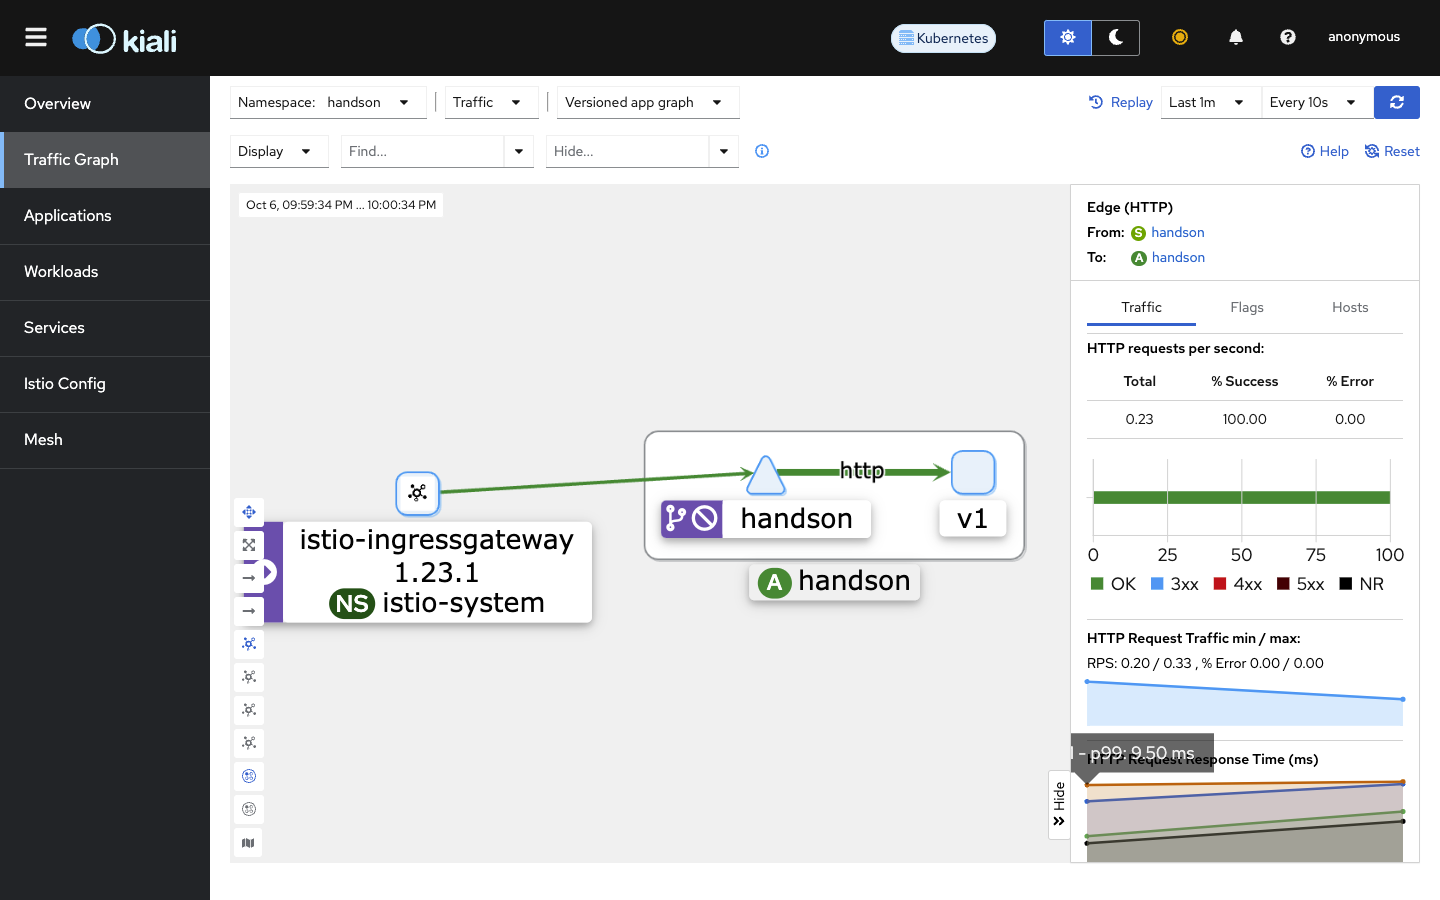 kiali
Kubernetes
anonymous
Overview
Traffic Graph
Applications
Workloads
Services
Istio Config
Mesh
Namespace: handson
Traffic
Versioned app graph
Replay
Last 1m
Every 10s
Display
Find...
Hide...
Help
Reset
Oct 6, 09:59:34 PM ... 10:00:34 PM
istio-ingressgateway
1.23.1
NS istio-system
http
handson
v1
A handson
Edge (HTTP)
From: S handson
To: A handson
Traffic Flags Hosts
HTTP requests per second:
Total % Success % Error
0.23 100.00 0.00
0 25 50 75 100
OK 3xx 4xx 5xx NR
HTTP Request Traffic min / max:
RPS: 0.20 / 0.33 , % Error 0.00 / 0.00
- p99: 9.50 ms
HTTP Request Response Time (ms)
Hide